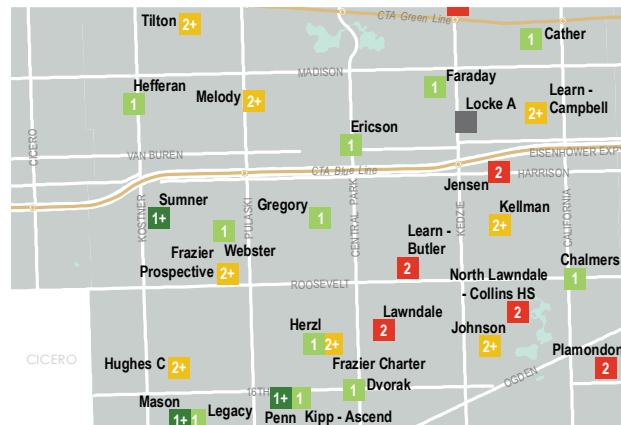 CTA Green Line
Tilton
2+
1
Cather
MADISON
Hefferan
1
Melody
2+
Faraday
1
Learn -
Campbell
2+
Locke A
Ericson
1
CICERO
VAN BUREN
CTA Blue Line
EISENHOWER EXP
HARRISON
Jensen
2
KOSTNER
PULASKI
CENTRAL PARK
KEDZIE
CALIFORNIA
Sumner
1+
Gregory
1
Kellman
2+
1
Webster
Frazier
Prospective
2+
Learn -
Butler
2
Chalmers
1
ROOSEVELT
North Lawndale
- Collins HS
2
Lawndale
2
Herzl
1
2+
Frazier Charter
Johnson
2+
Plamondon
2
CICERO
Hughes C
2+
OGDEN
16TH
Dvorak
1
Mason
1+
1
Legacy
1+
1
Penn
Kipp - Ascend